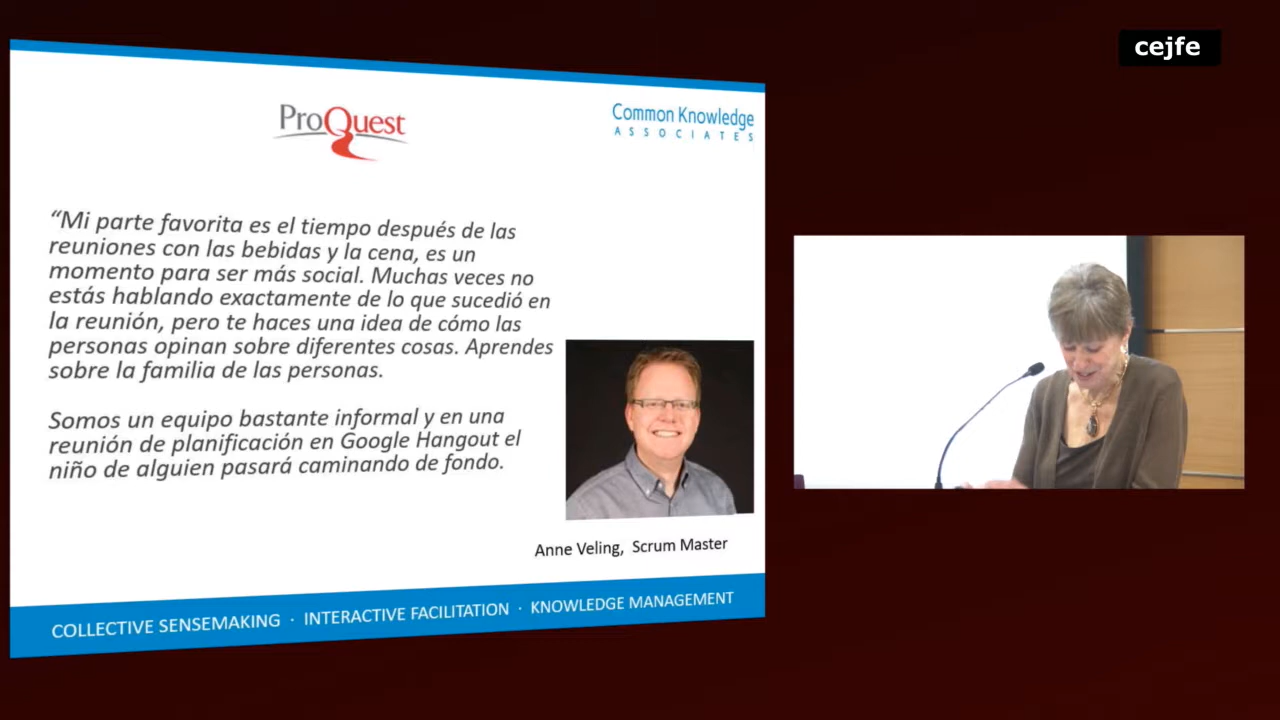 cejfe
ProQuest
Common Knowledge
ASSOCIATES
“Mi parte favorita es el tiempo después de las
reuniones con las bebidas y la cena, es un
momento para ser más social. Muchas veces no
estás hablando exactamente de lo que sucedió en
la reunión, pero te haces una idea de cómo las
personas opinan sobre diferentes cosas. Aprendes
sobre la familia de las personas.
Somos un equipo bastante informal y en una
reunión de planificación en Google Hangout el
niño de alguien pasará caminando de fondo.
Anne Veling, Scrum Master
COLLECTIVE SENSEMAKING · INTERACTIVE FACILITATION · KNOWLEDGE MANAGEMENT